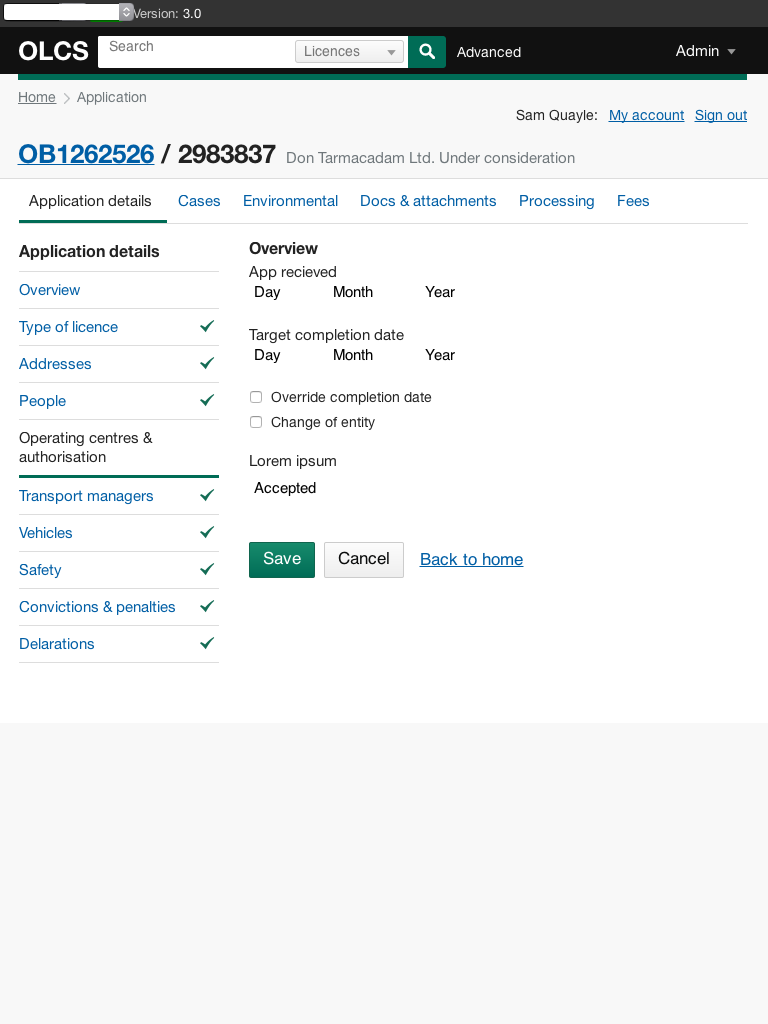 Version: 3.0
OLCS Search Licences Advanced Admin
Home Application
Sam Quayle: My account Sign out
OB1262526 / 2983837 Don Tarmacadam Ltd. Under consideration
Application details Cases Environmental Docs & attachments Processing Fees
Application details
Overview
Type of licence
Addresses
People
Operating centres &
authorisation
Transport managers
Vehicles
Safety
Convictions & penalties
Delarations
Overview
App recieved
Day Month Year
Target completion date
Day Month Year
Override completion date
Change of entity
Lorem ipsum
Accepted
Save Cancel Back to home